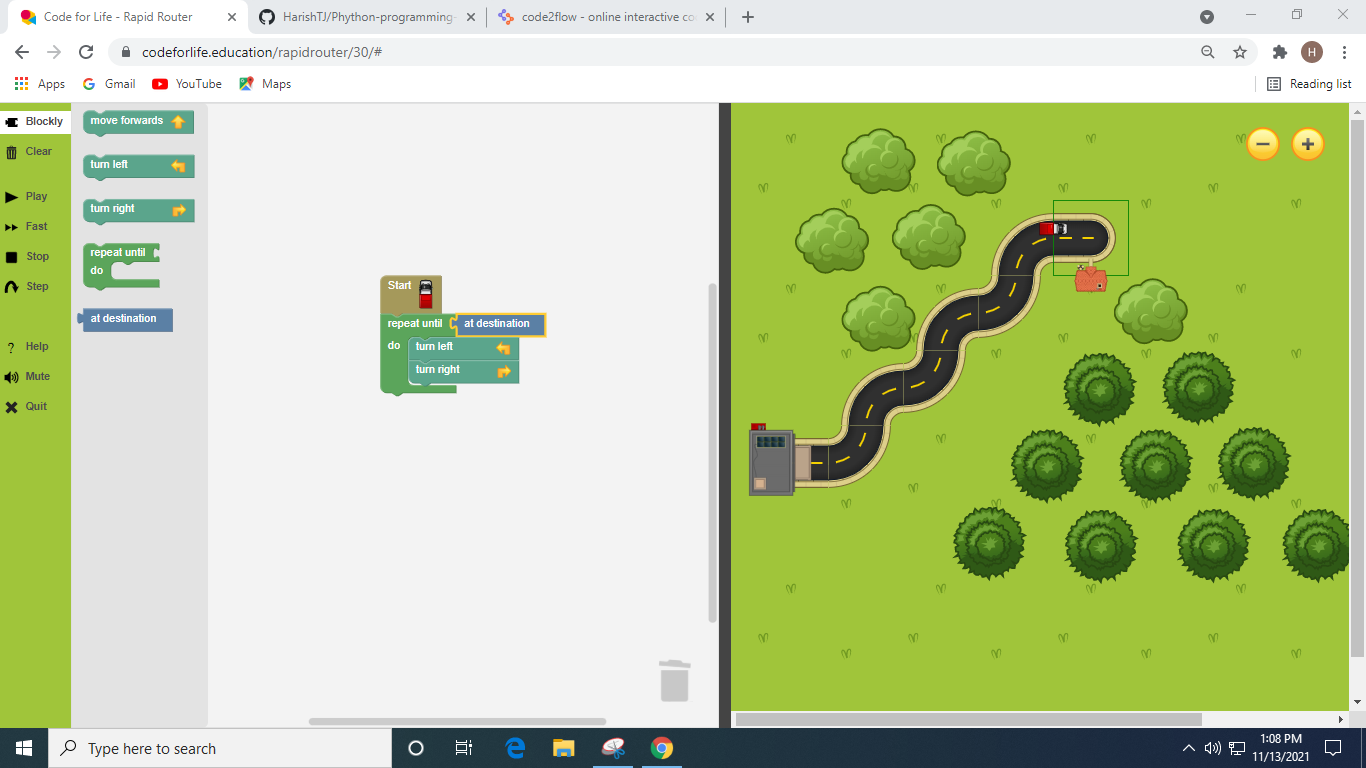 Code for Life - Rapid Router
HarishTJ/Phython-programming-
code2flow - online interactive co
codeforlife.education/rapidrouter/30/#
H
Apps
Gmail
YouTube
Maps
Reading list
Blockly
Clear
Play
Fast
Stop
Step
? Help
Mute
Quit
move forwards
turn left
turn right
repeat until
do
at destination
Start
repeat until
at destination
do
turn left
turn right
Type here to search
1:08 PM
11/13/2021